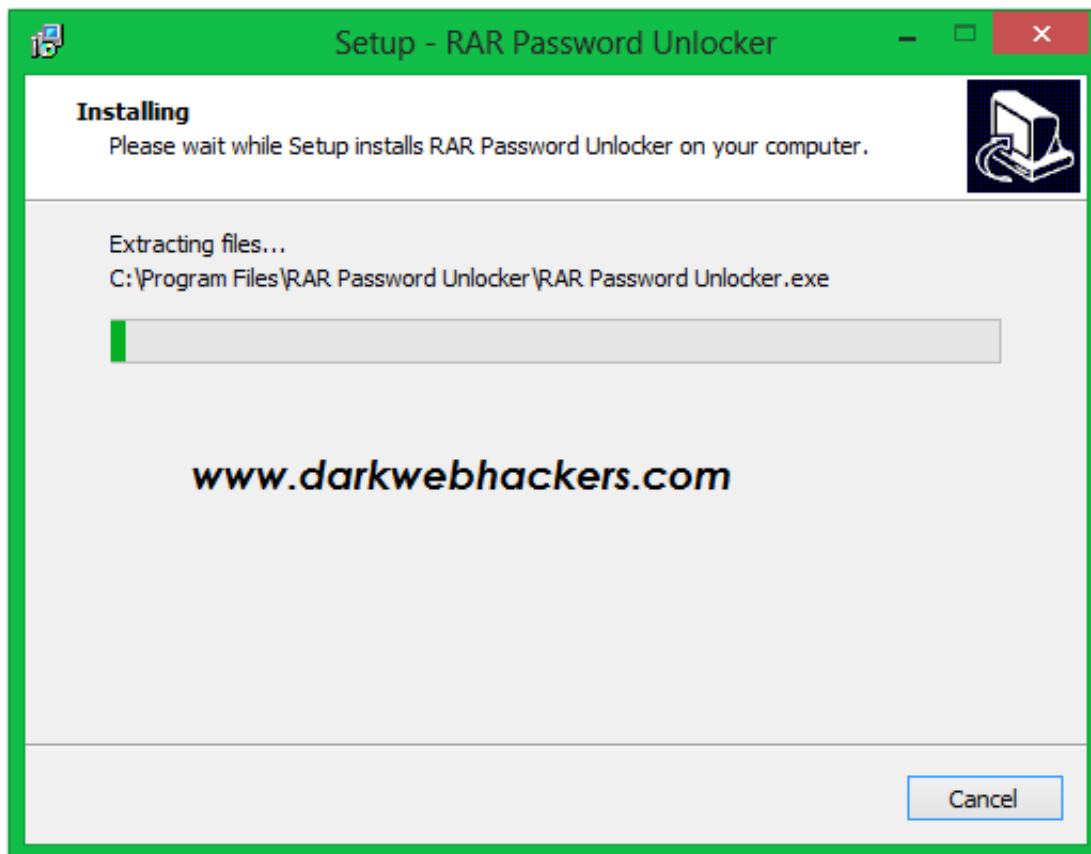 Setup - RAR Password Unlocker
Installing
Please wait while Setup installs RAR Password Unlocker on your computer.
Extracting files...
C:\Program Files\RAR Password Unlocker\RAR Password Unlocker.exe
www.darkwebhackers.com
Cancel